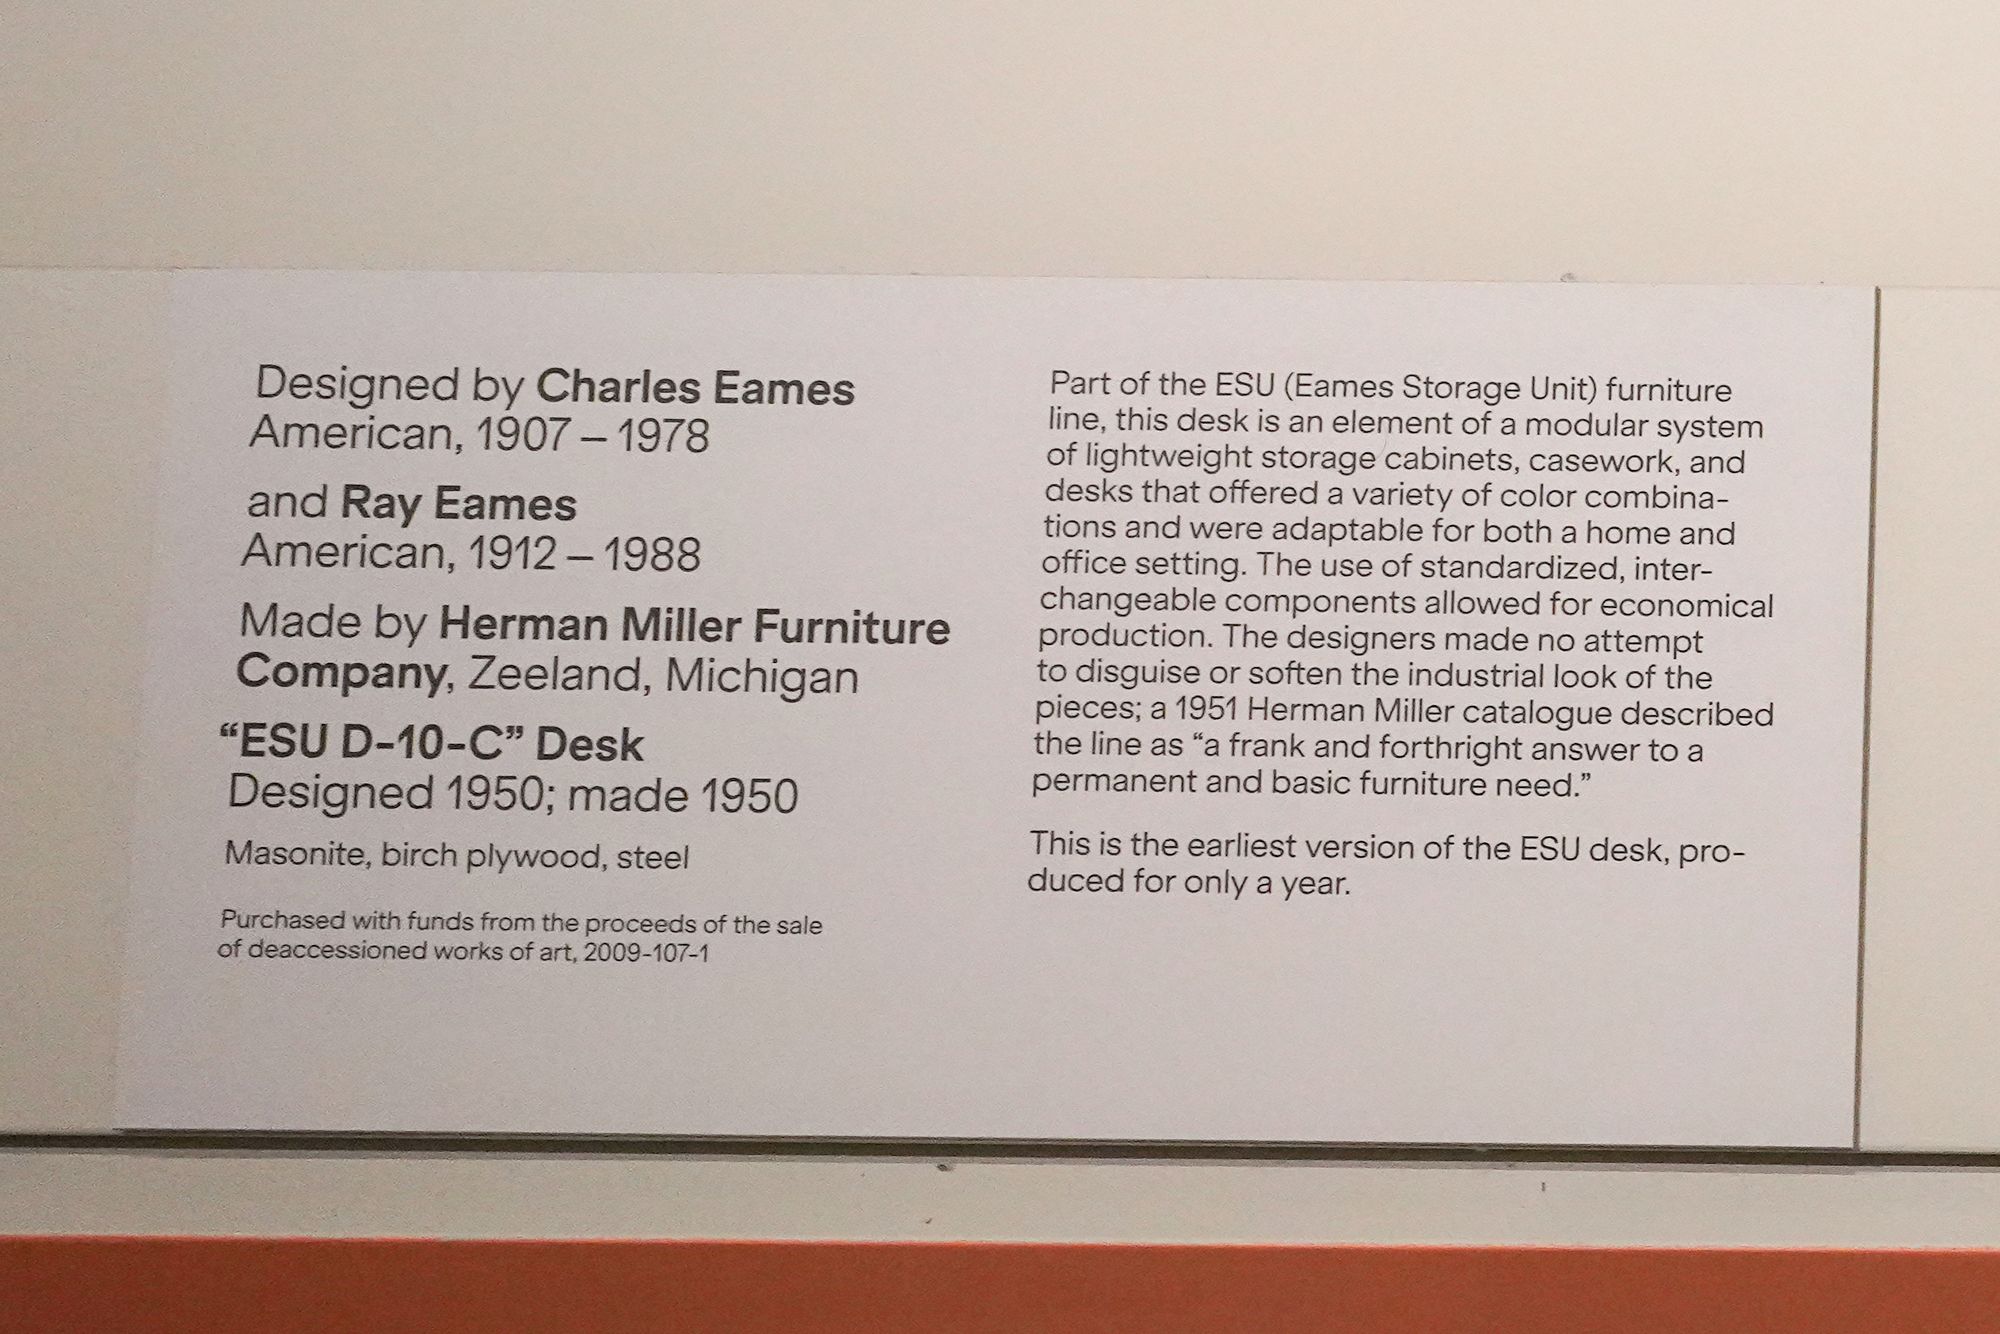 Designed by Charles Eames
American, 1907 – 1978
and Ray Eames
American, 1912 – 1988
Made by Herman Miller Furniture
Company, Zeeland, Michigan
“ESU D-10-C” Desk
Designed 1950; made 1950
Masonite, birch plywood, steel
Purchased with funds from the proceeds of the sale
of deaccessioned works of art, 2009-107-1
Part of the ESU (Eames Storage Unit) furniture
line, this desk is an element of a modular system
of lightweight storage cabinets, casework, and
desks that offered a variety of color combina-
tions and were adaptable for both a home and
office setting. The use of standardized, inter-
changeable components allowed for economical
production. The designers made no attempt
to disguise or soften the industrial look of the
pieces; a 1951 Herman Miller catalogue described
the line as “a frank and forthright answer to a
permanent and basic furniture need.”
This is the earliest version of the ESU desk, pro-
duced for only a year.